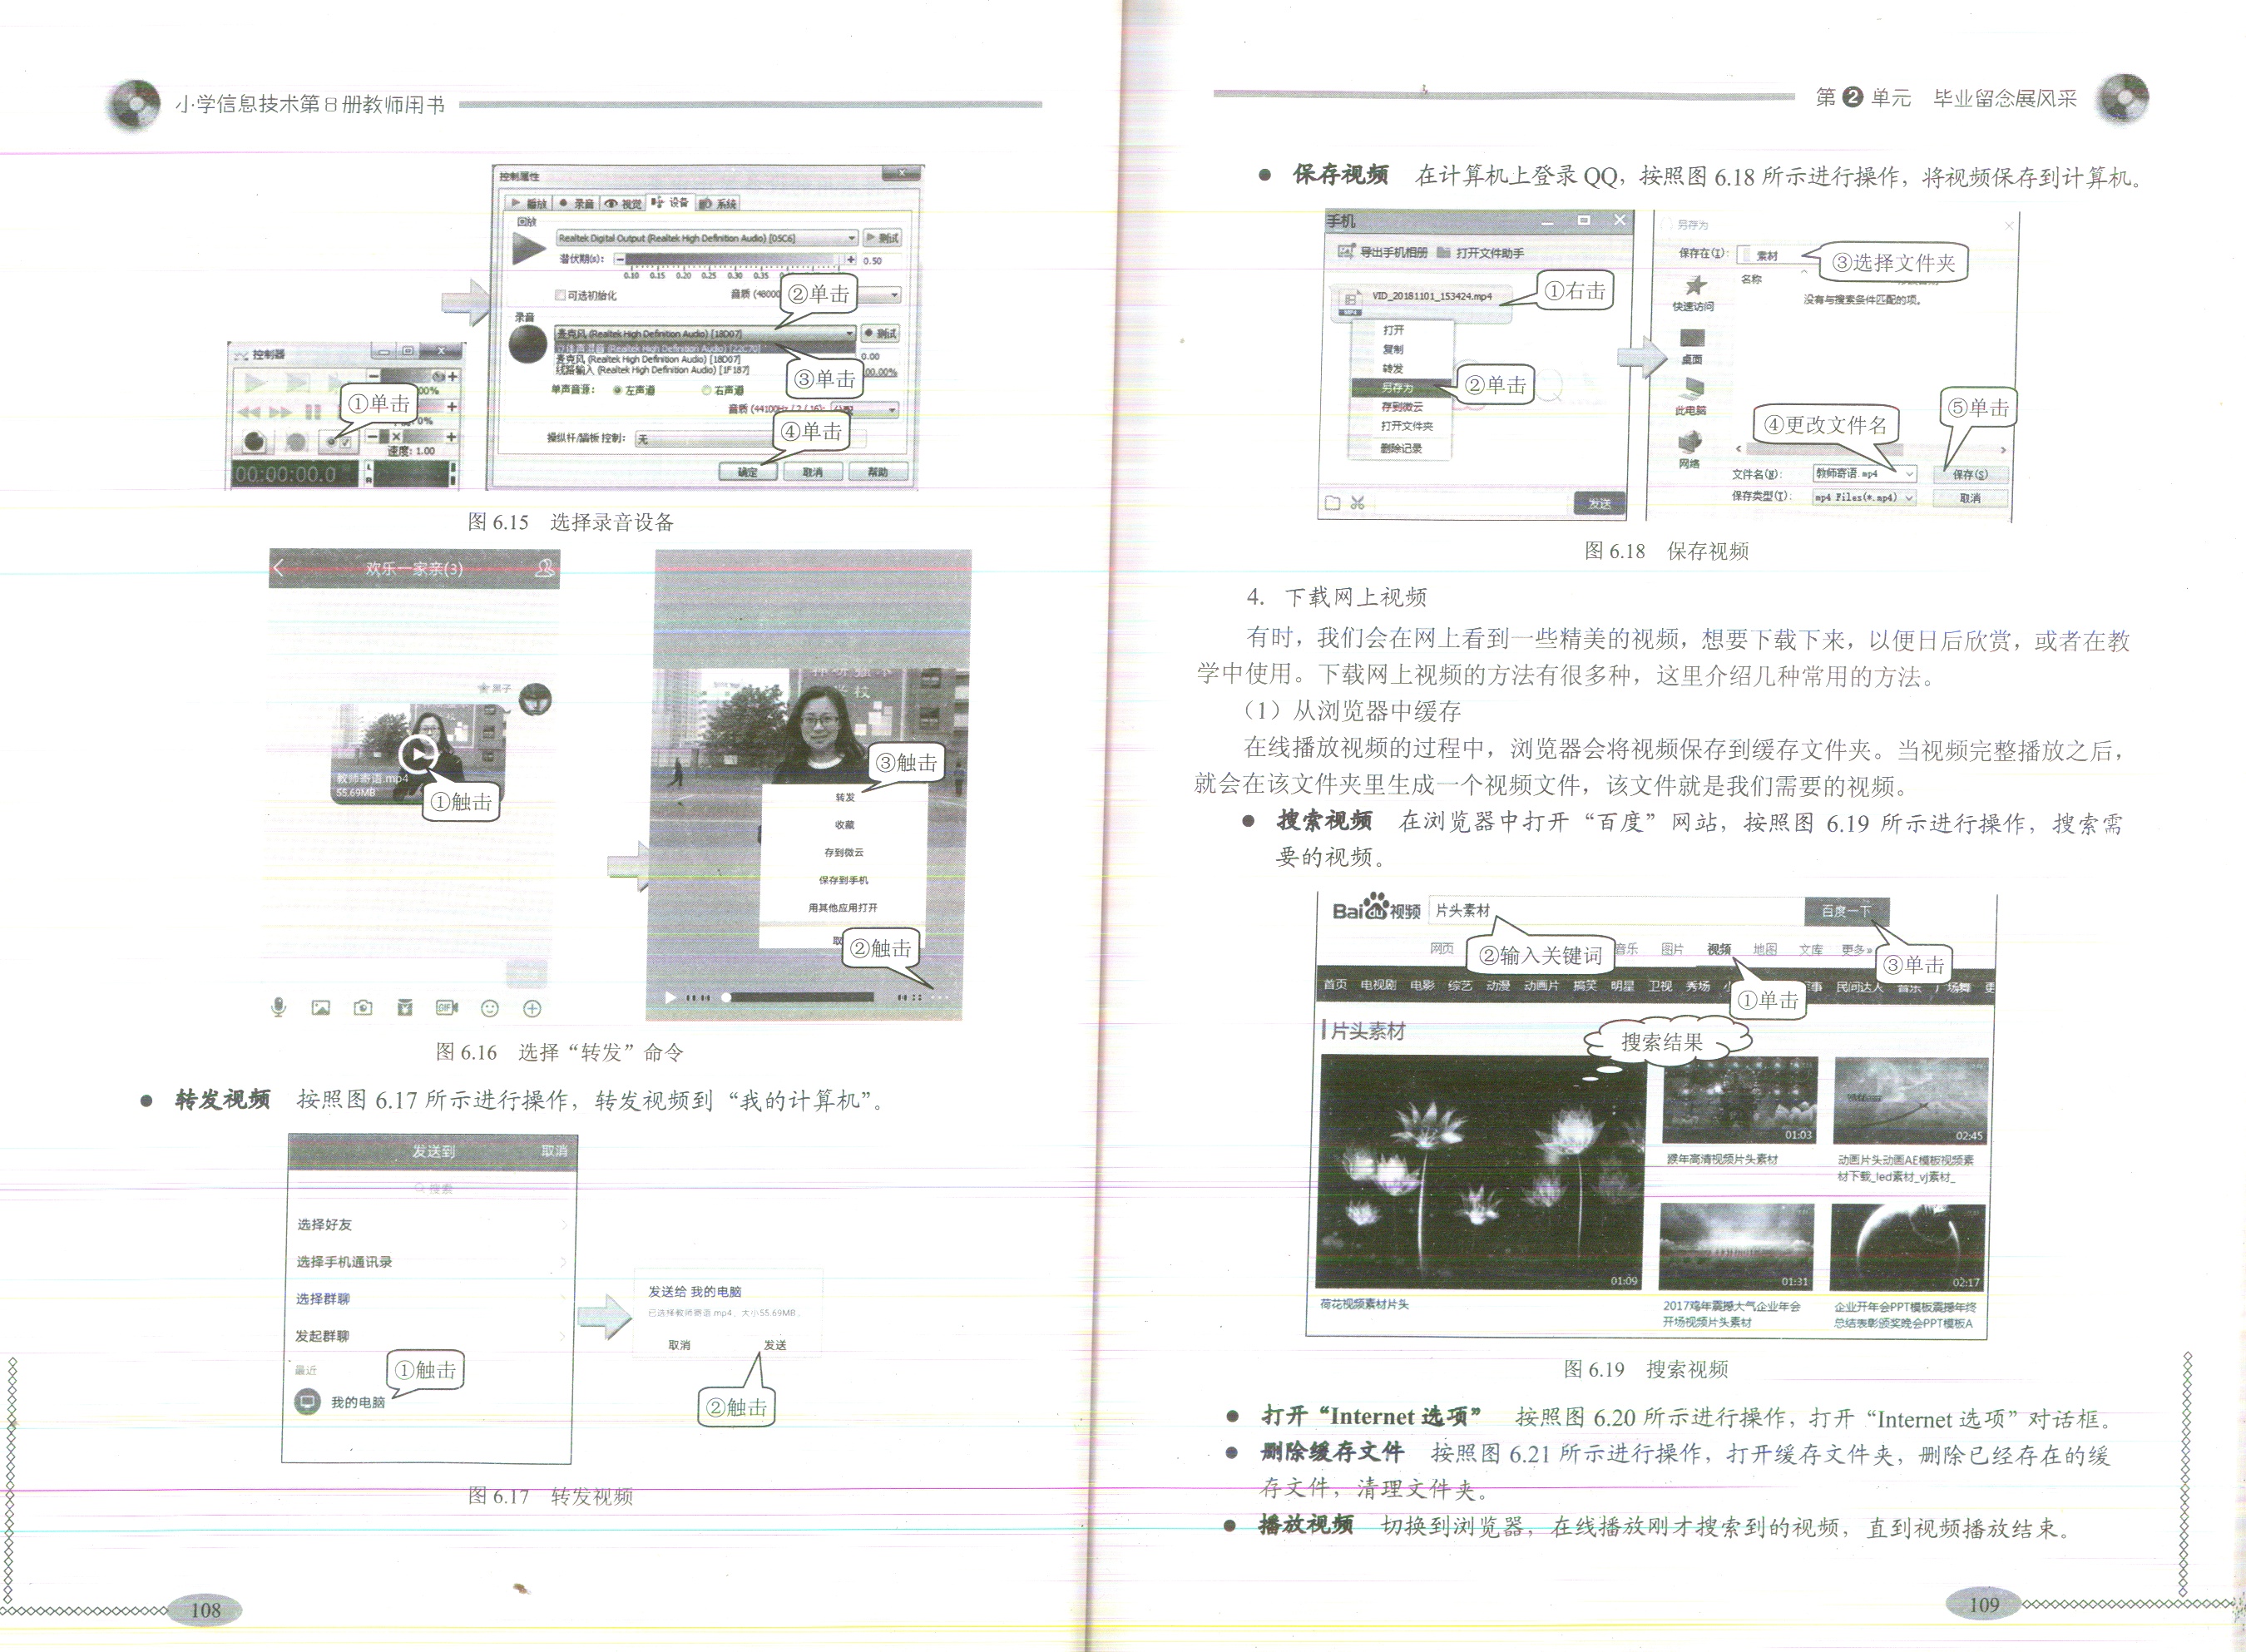 小学信息技术第8册教师用书
控制属性
播放 录音 视觉 设备 系统
回放
Realtek Digital Output (Realtek High Definition Audio) [05C6]
测试
潜伏期(s):
0.50
0.10 0.15 0.20 0.25 0.30 0.35
可选初始化
音质 (48000
②单击
录音
麦克风 (Realtek High Definition Audio) [18D07]
测试
立体声混音 (Realtek High Definition Audio) [22C70]
麦克风 (Realtek High Definition Audio) [18D07]
0.00
线路输入 (Realtek High Definition Audio) [1F187]
00.00%
③单击
单声音源: 左声道 右声道
音质 (44100Hz / 2 / 16):
④单击
操纵杆/脑板控制: 无
确定 取消 帮助
控制器
00%
①单击
0%
速度: 1.00
00:00:00.0
L
R
图 6.15 选择录音设备
欢乐一家亲(3)
黑子
教师寄语.mp4
55.69MB
①触击
③触击
转发
收藏
存到微云
保存到手机
用其他应用打开
取
②触击
图 6.16 选择“转发”命令
● 转发视频 按照图 6.17 所示进行操作，转发视频到“我的计算机”。
发送到 取消
搜索
选择好友
选择手机通讯录
选择群聊
发起群聊
最近
①触击
我的电脑
发送给 我的电脑
已选择教师寄语.mp4，大小55.69MB。
取消 发送
②触击
图 6.17 转发视频
108
第2单元 毕业留念展风采
● 保存视频 在计算机上登录 QQ，按照图 6.18 所示进行操作，将视频保存到计算机。
手机
导出手机相册 打开文件助手
VID_20181101_153424.mp4
①右击
打开
复制
转发
另存为
②单击
存到微云
打开文件夹
删除记录
发送
另存为
保存在(I): 素材
③选择文件夹
名称
没有与搜索条件匹配的项。
快速访问
桌面
此电脑
网络
④更改文件名
⑤单击
文件名(N): 教师寄语.mp4 保存(S)
保存类型(T): mp4 Files(*.mp4) 取消
图 6.18 保存视频
4. 下载网上视频
有时，我们会在网上看到一些精美的视频，想要下载下来，以便日后欣赏，或者在教
学中使用。下载网上视频的方法有很多种，这里介绍几种常用的方法。
（1）从浏览器中缓存
在线播放视频的过程中，浏览器会将视频保存到缓存文件夹。当视频完整播放之后，
就会在该文件夹里生成一个视频文件，该文件就是我们需要的视频。
● 搜索视频 在浏览器中打开“百度”网站，按照图 6.19 所示进行操作，搜索需
要的视频。
Baidu视频 片头素材 百度一下
网页 音乐 图片 视频 地图 文库 更多»
②输入关键词
③单击
首页 电视剧 电影 综艺 动漫 动画片 搞笑 明星 卫视 秀场 小 军事 民间达人 音乐 广场舞 更
①单击
片头素材
搜索结果
01:03
02:45
猴年高清视频片头素材
动画片头动画AE模板视频素
材下载_led素材_vj素材_
01:09
01:31
02:17
荷花视频素材片头
2017鸡年震撼大气企业年会
开场视频片头素材
企业开年会PPT模板震撼年终
总结表彰颁奖晚会PPT模板A
图 6.19 搜索视频
● 打开“Internet 选项” 按照图 6.20 所示进行操作，打开“Internet 选项”对话框。
● 删除缓存文件 按照图 6.21 所示进行操作，打开缓存文件夹，删除已经存在的缓
存文件，清理文件夹。
● 播放视频 切换到浏览器，在线播放刚才搜索到的视频，直到视频播放结束。
109